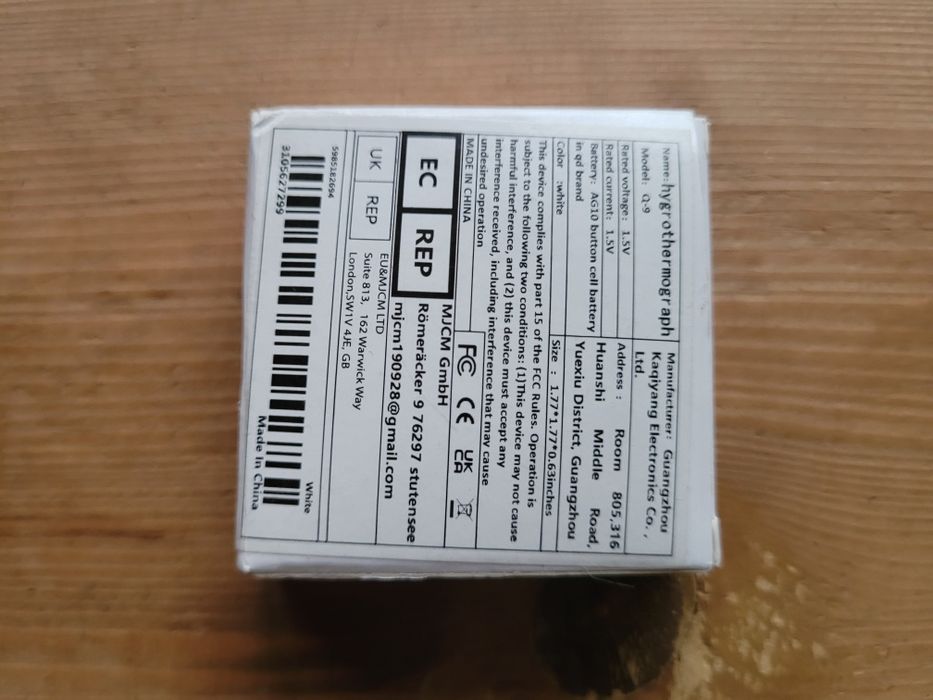 Name:hygrothermograph
Model: Q-9
Rated voltage: 1.5V
Rated current: 1.5V
Battery: AG10 button cell battery
in qd brand
Color :white
Manufacturer: Guangzhou
Kaqiyang Electronics Co.,
Ltd.
Address: Room 805,316
Huanshi Middle Road,
Yuexiu District, Guangzhou
Size : 1.77*1.77*0.63inches
This device complies with part 15 of the FCC Rules. Operation is
subject to the following two conditions: (1)This device may not cause
harmful interference, and (2) this device must accept any
interference received, including interference that may cause
undesired operation
MADE IN CHINA
FC CE UK CA
EC REP
MJCM GmbH
Römeräcker 9 76297 stutensee
mjcm190928@gmail.com
UK REP
EU&MJCM LTD
Suite 813, 162 Warwick Way
London,SW1V 4JE, GB
5985182694
White
3105627299
Made In China